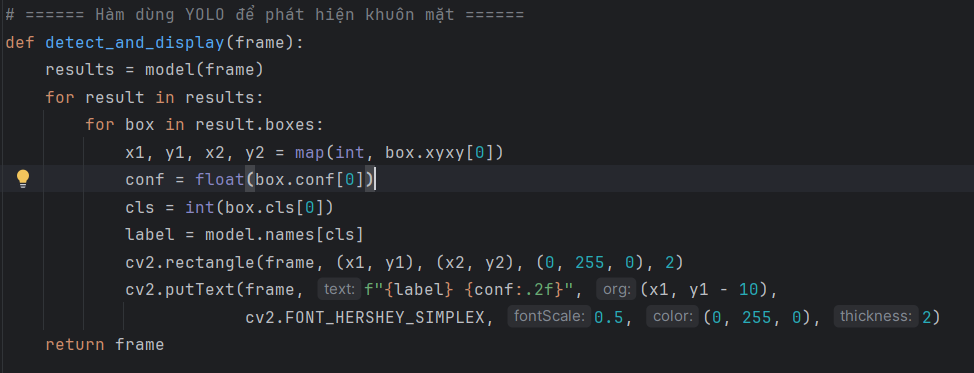 # ====== Hàm dùng YOLO để phát hiện khuôn mặt ======
def detect_and_display(frame):
    results = model(frame)
    for result in results:
        for box in result.boxes:
            x1, y1, x2, y2 = map(int, box.xyxy[0])
            conf = float(box.conf[0])
            cls = int(box.cls[0])
            label = model.names[cls]
            cv2.rectangle(frame, (x1, y1), (x2, y2), (0, 255, 0), 2)
            cv2.putText(frame, text: f"{label} {conf:.2f}", org: (x1, y1 - 10),
                        cv2.FONT_HERSHEY_SIMPLEX, fontScale: 0.5, color: (0, 255, 0), thickness: 2)
    return frame